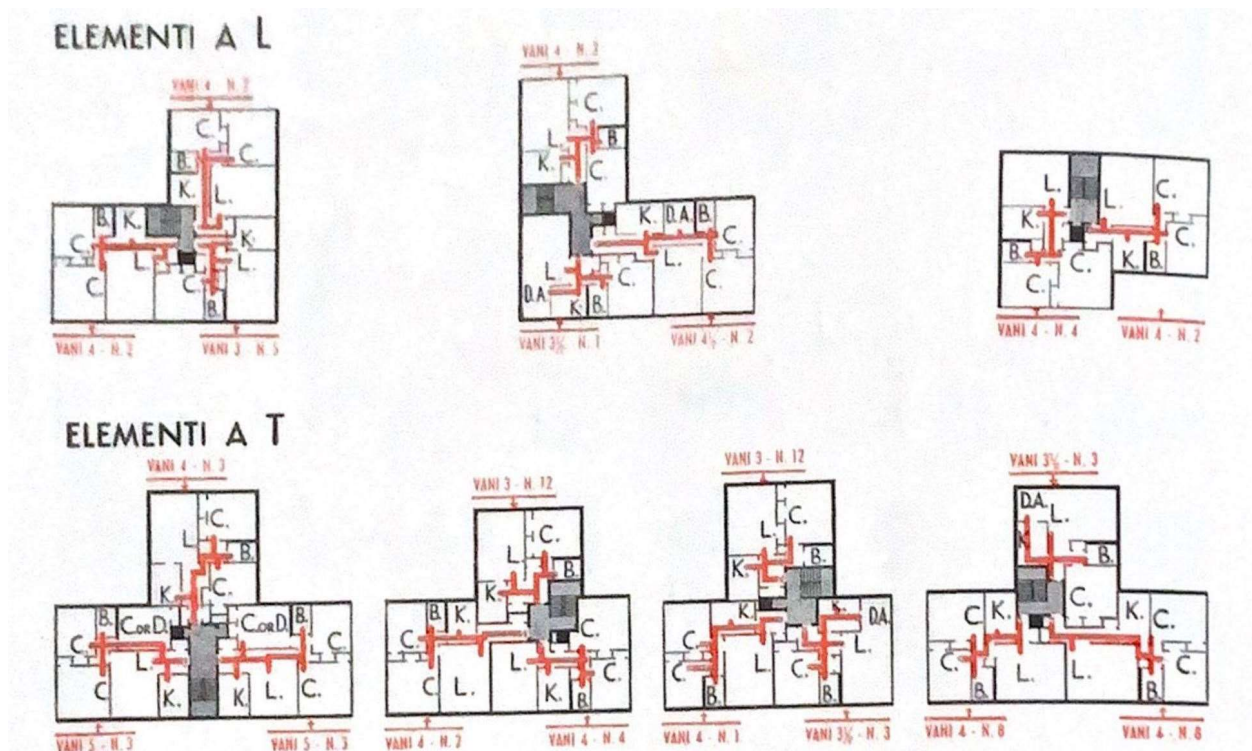 ELEMENTI A L
VANI 4 - N. 2
C.
B. C.
K. L.
B. K. K.
C. L. L.
C. C.
B.
VANI 4 - N. 2 VANI 3 - N. 5
VANI 4 - N. 2
C.
L. B.
K. C.
K. D.A. B.
L. L. C.
D.A. K. B. C. C.
VANI 3½ - N. 1 VANI 4½ - N. 2
L. L. C.
K. C.
B. C. K. B.
C.
VANI 4 - N. 4 VANI 4 - N. 2
ELEMENTI A T
VANI 4 - N. 3
C.
L. B.
K. C.
B. C. OR D. C. OR D. B.
C. L. C.
C. K. K. L. C.
VANI 5 - N. 3 VANI 5 - N. 3
VANI 3 - N. 12
C.
L.
K. B.
B. K. C.
C. L. C.
C. L. K. B.
VANI 4 - N. 2 VANI 4 - N. 4
VANI 3 - N. 12
L. C.
K. B.
K. K. D.A.
C. L. L. C.
C. B. B.
VANI 4 - N. 1 VANI 3½ - N. 3
VANI 3½ - N. 3
D.A. L.
K. B.
C. K. C. K. C.
C. L. L. C.
B. B.
VANI 4 - N. 8 VANI 4 - N. 8